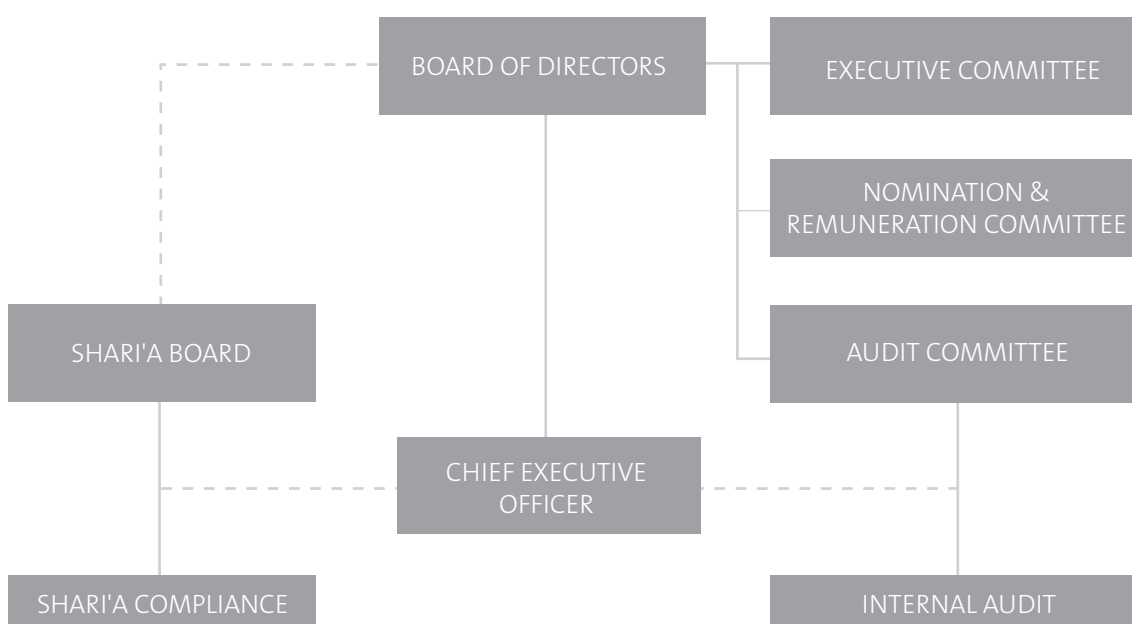 BOARD OF DIRECTORS
EXECUTIVE COMMITTEE
NOMINATION &
REMUNERATION COMMITTEE
SHARI'A BOARD
AUDIT COMMITTEE
CHIEF EXECUTIVE
OFFICER
SHARI'A COMPLIANCE
INTERNAL AUDIT